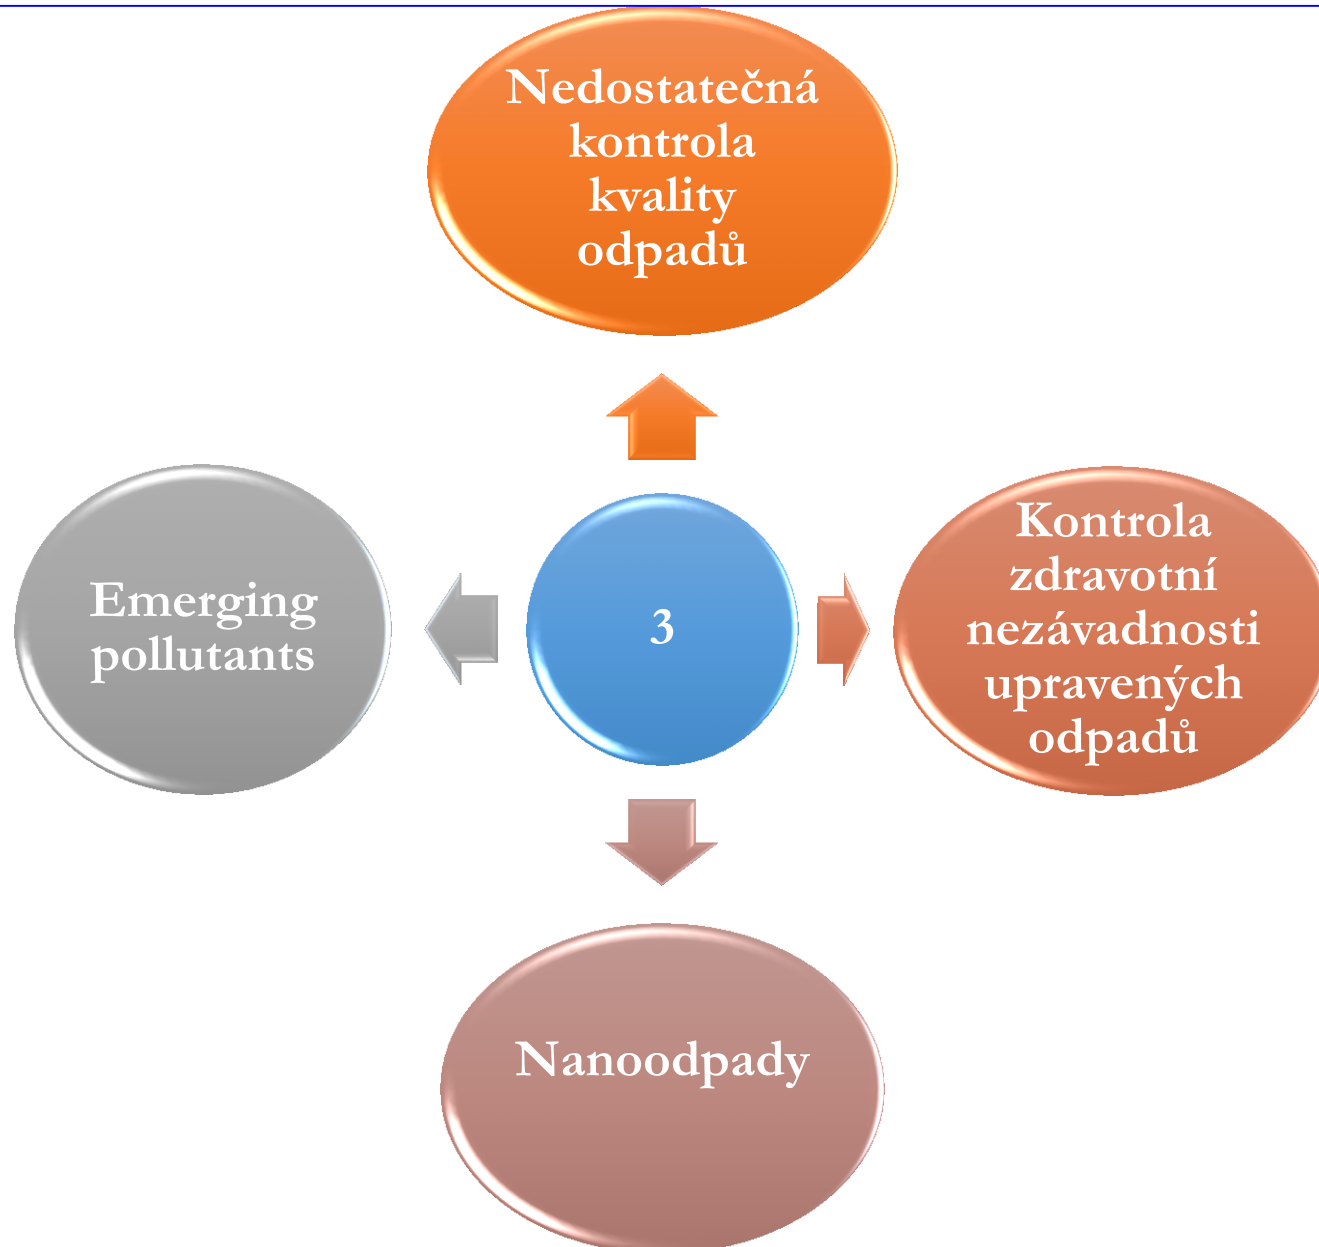 Nedostatečná
kontrola
kvality
odpadů
Emerging
pollutants
3
Kontrola
zdravotní
nezávadnosti
upravených
odpadů
Nanoodpady